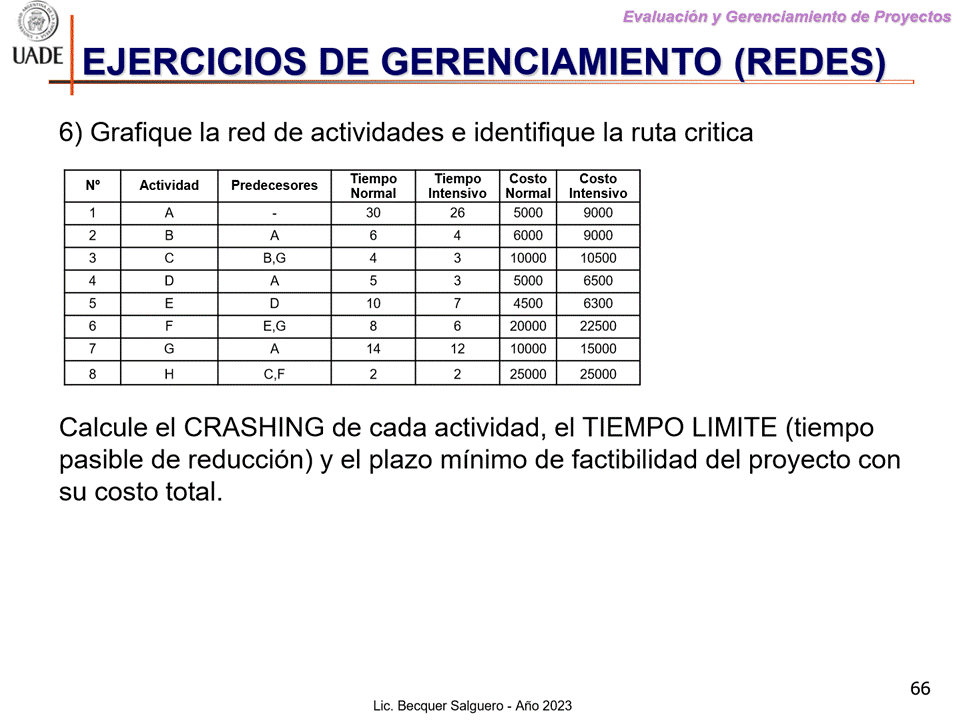 Evaluación y Gerenciamiento de Proyectos
UADE
EJERCICIOS DE GERENCIAMIENTO (REDES)
6) Grafique la red de actividades e identifique la ruta critica
Nº Actividad Predecesores Tiempo Normal Tiempo Intensivo Costo Normal Costo Intensivo
1 A - 30 26 5000 9000
2 B A 6 4 6000 9000
3 C B,G 4 3 10000 10500
4 D A 5 3 5000 6500
5 E D 10 7 4500 6300
6 F E,G 8 6 20000 22500
7 G A 14 12 10000 15000
8 H C,F 2 2 25000 25000
Calcule el CRASHING de cada actividad, el TIEMPO LIMITE (tiempo
pasible de reducción) y el plazo mínimo de factibilidad del proyecto con
su costo total.
66
Lic. Becquer Salguero - Año 2023